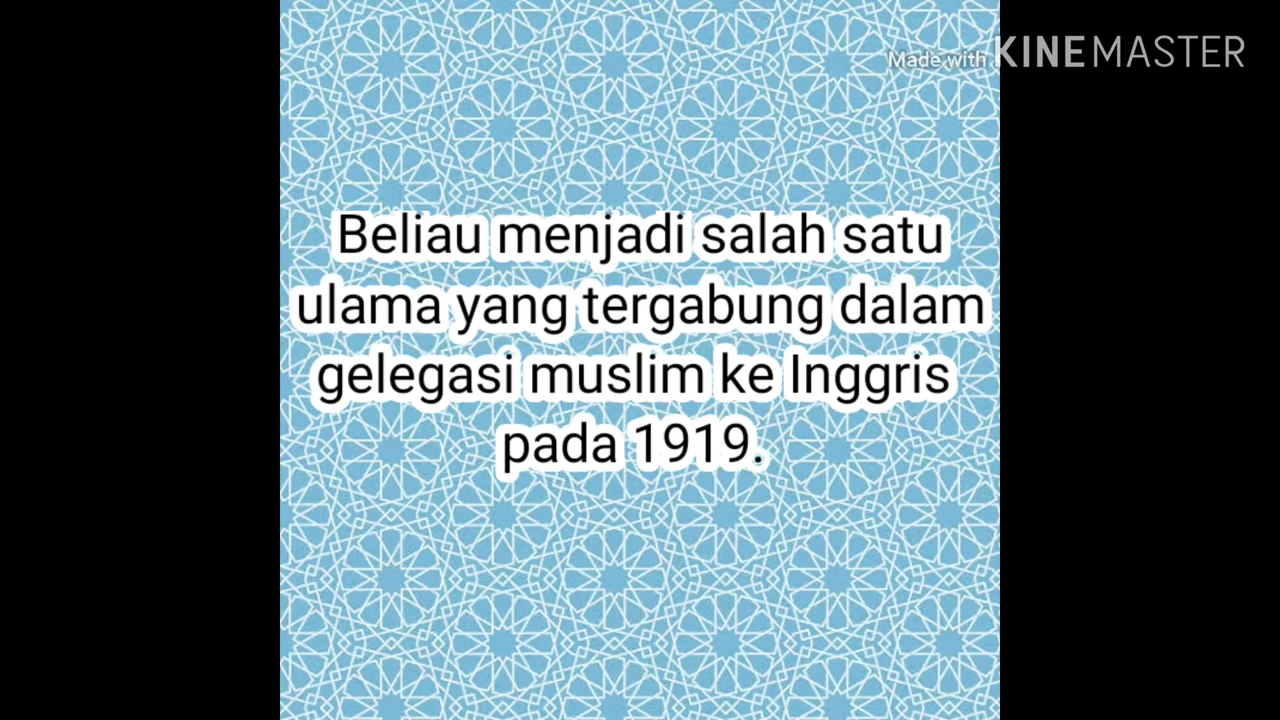 Made with KINEMASTER
Beliau menjadi salah satu
ulama yang tergabung dalam
gelegasi muslim ke Inggris
pada 1919.